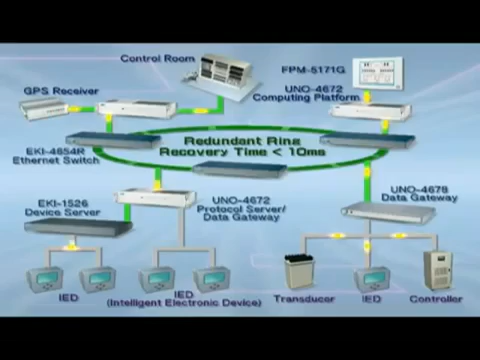 Control Room
FPM-5171G
GPS Receiver
UNO-4672
Computing Platform
Redundant Ring
Recovery Time < 10ms
EKI-4654R
Ethernet Switch
EKI-1526
Device Server
UNO-4672
Protocol Server/
Data Gateway
UNO-4678
Data Gateway
IED
IED
(Intelligent Electronic Device)
Transducer
IED
Controller